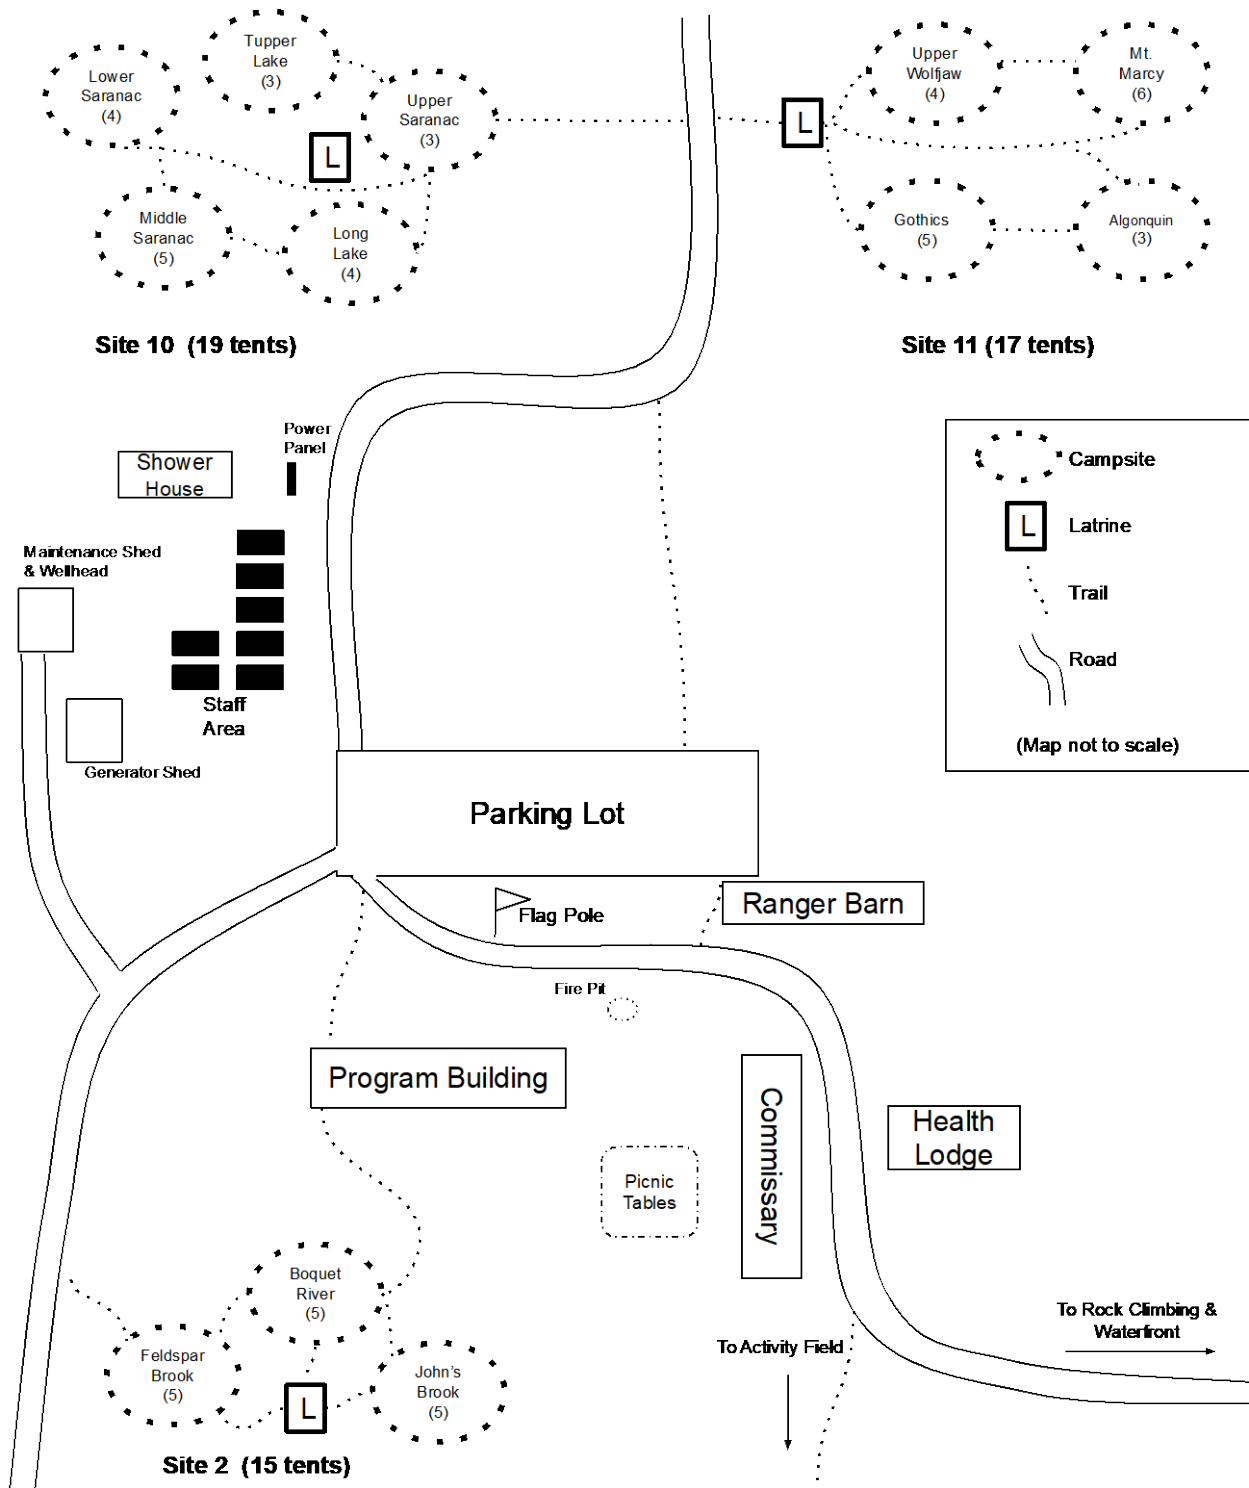 Tupper
Lake
(3)
Lower
Saranac
(4)
Upper
Saranac
(3)
L
Middle
Saranac
(5)
Long
Lake
(4)
Site 10 (19 tents)
Upper
Wolfjaw
(4)
Mt.
Marcy
(6)
L
Gothics
(5)
Algonquin
(3)
Site 11 (17 tents)
Power
Panel
Shower
House
Maintenance Shed
& Wellhead
Staff
Area
Generator Shed
Campsite
L
Latrine
Trail
Road
(Map not to scale)
Parking Lot
Flag Pole
Ranger Barn
Fire Pit
Program Building
Commissary
Health
Lodge
Picnic
Tables
Boquet
River
(5)
Feldspar
Brook
(5)
John's
Brook
(5)
L
Site 2 (15 tents)
To Activity Field
To Rock Climbing &
Waterfront